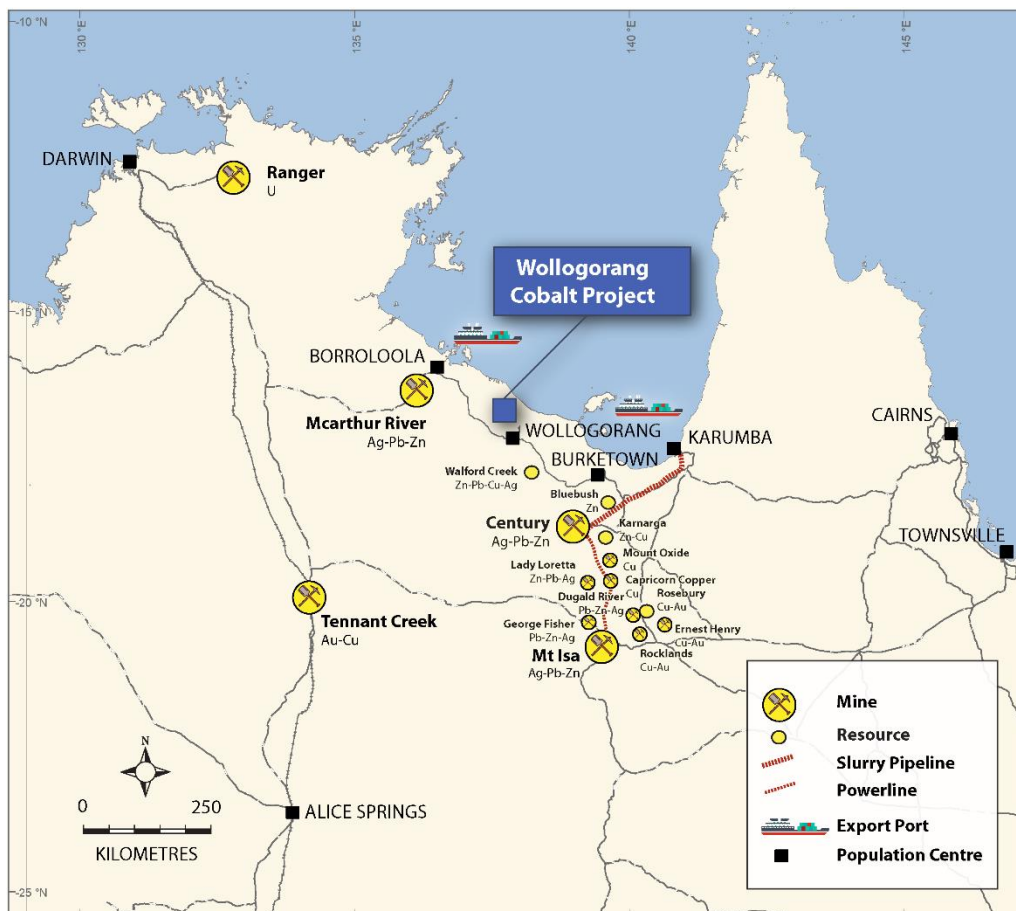 -10 °N
130 °E
135 °E
140 °E
145 °E
DARWIN
Ranger
U
Wollogorang
Cobalt Project
-15 °N
BORROLOOLA
Mcarthur River
Ag-Pb-Zn
WOLLOGORANG
KARUMBA
CAIRNS
BURKETOWN
Walford Creek
Zn-Pb-Cu-Ag
Bluebush
Zn
Century
Ag-Pb-Zn
Karnarga
Zn-Cu
TOWNSVILLE
Mount Oxide
Cu
Lady Loretta
Zn-Pb-Ag
Capricorn Copper
Cu
-20 °N
Tennant Creek
Au-Cu
Dugald River
Pb-Zn-Ag
Rosebury
Cu-Au
George Fisher
Pb-Zn-Ag
Ernest Henry
Cu-Au
Mt Isa
Ag-Pb-Zn
Rocklands
Cu-Au
Mine
Resource
Slurry Pipeline
Powerline
Export Port
Population Centre
N
0 250
KILOMETRES
ALICE SPRINGS
-25 °N